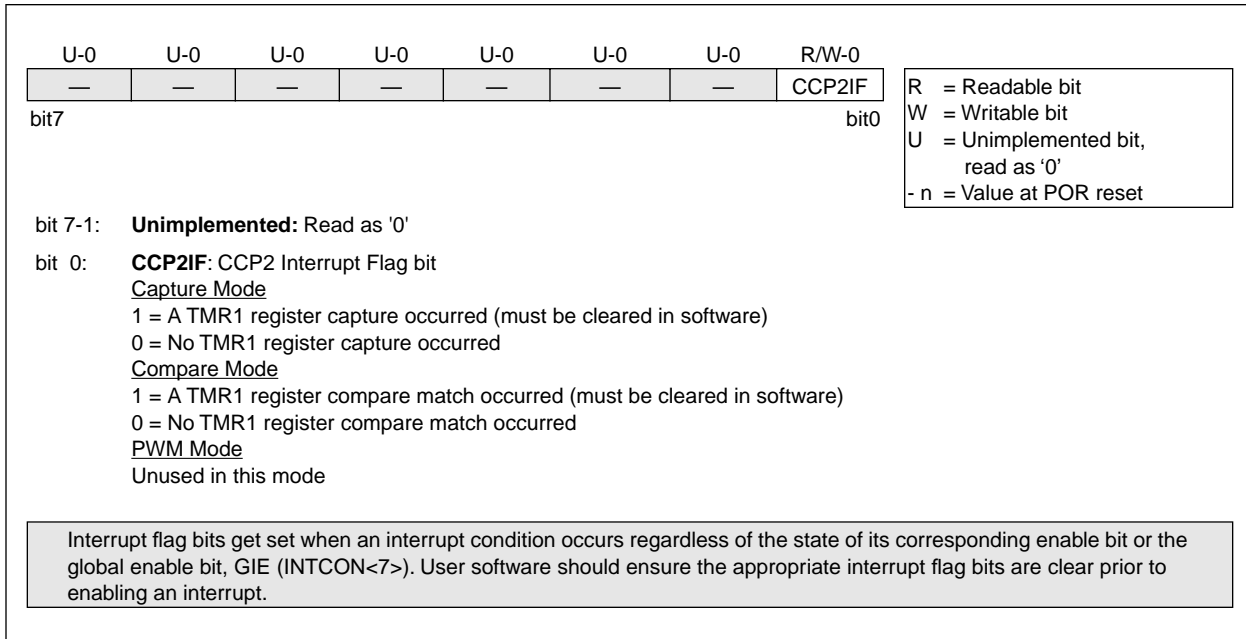 U-0 U-0 U-0 U-0 U-0 U-0 U-0 R/W-0
— — — — — — — CCP2IF
bit7 bit0
R = Readable bit
W = Writable bit
U = Unimplemented bit,
read as ‘0’
- n = Value at POR reset
bit 7-1: Unimplemented: Read as '0'
bit 0: CCP2IF: CCP2 Interrupt Flag bit
Capture Mode
1 = A TMR1 register capture occurred (must be cleared in software)
0 = No TMR1 register capture occurred
Compare Mode
1 = A TMR1 register compare match occurred (must be cleared in software)
0 = No TMR1 register compare match occurred
PWM Mode
Unused in this mode
Interrupt flag bits get set when an interrupt condition occurs regardless of the state of its corresponding enable bit or the
global enable bit, GIE (INTCON<7>). User software should ensure the appropriate interrupt flag bits are clear prior to
enabling an interrupt.